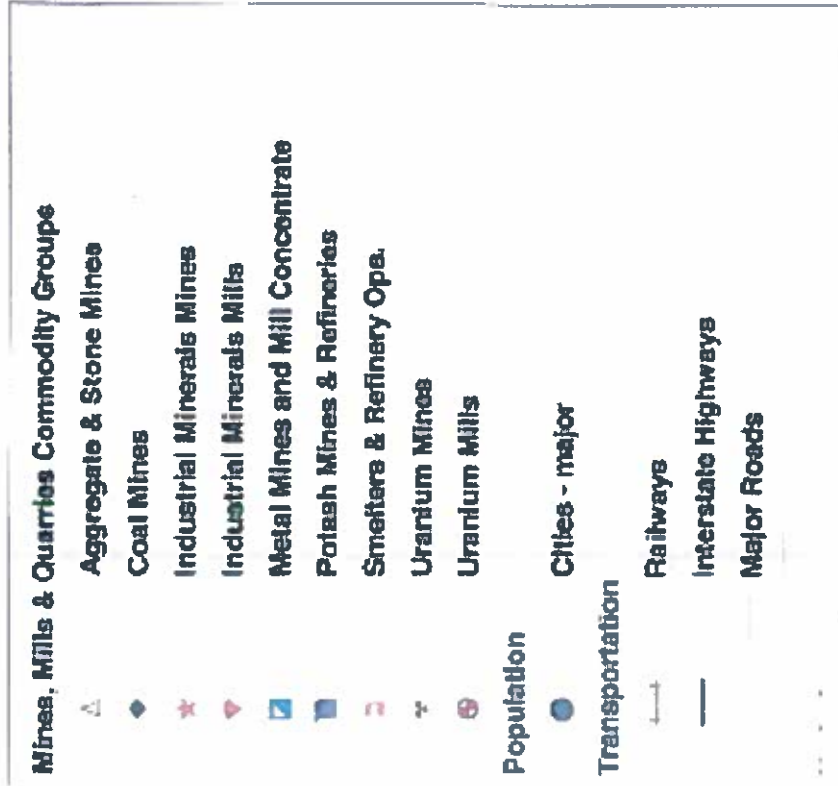 Mines, Mills & Quarries Commodity Groups
Aggregate & Stone Mines
Coal Mines
Industrial Minerals Mines
Industrial Minerals Mills
Metal Mines and Mill Concentrate
Potash Mines & Refineries
Smelters & Refinery Ops.
Uranium Mines
Uranium Mills
Population
Cities - major
Transportation
Railways
Interstate Highways
Major Roads